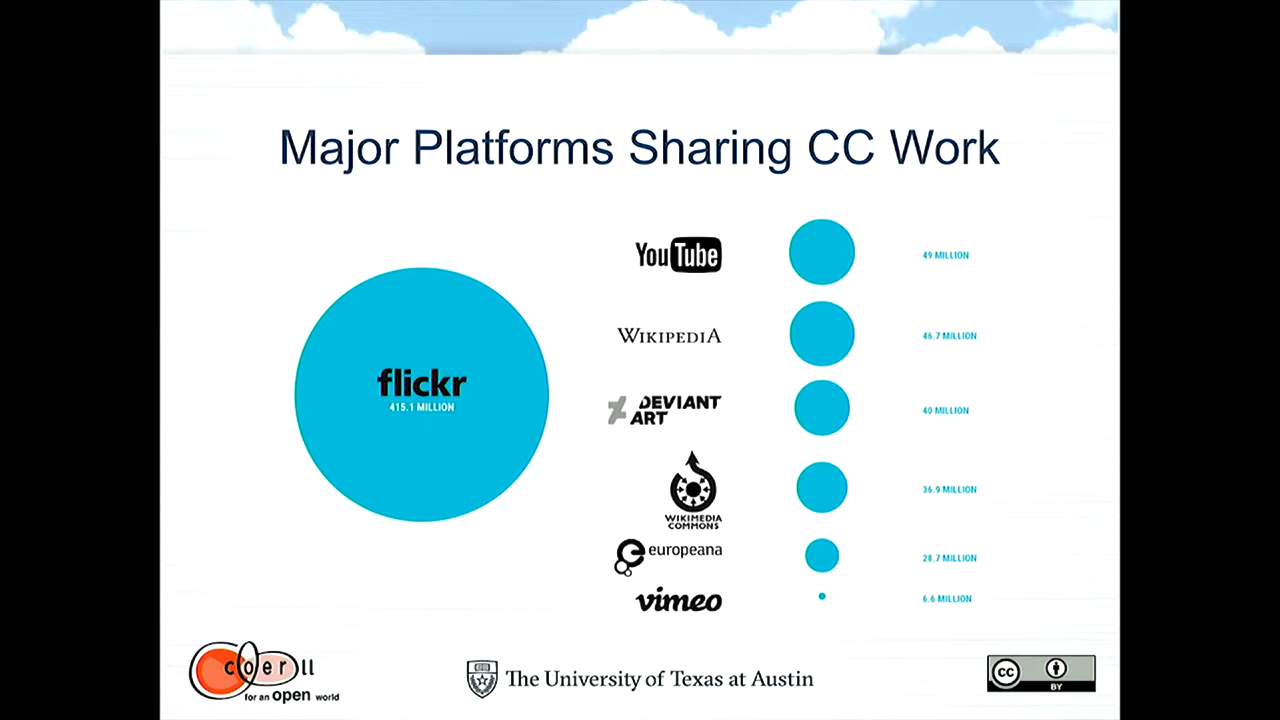 Major Platforms Sharing CC Work
flickr
415.1 MILLION
YouTube
49 MILLION
WIKIPEDIA
46.7 MILLION
DEVIANT
ART
40 MILLION
WIKIMEDIA
COMMONS
36.9 MILLION
europeana
28.7 MILLION
vimeo
6.6 MILLION
coerll
for an open world
The University of Texas at Austin
cc
BY